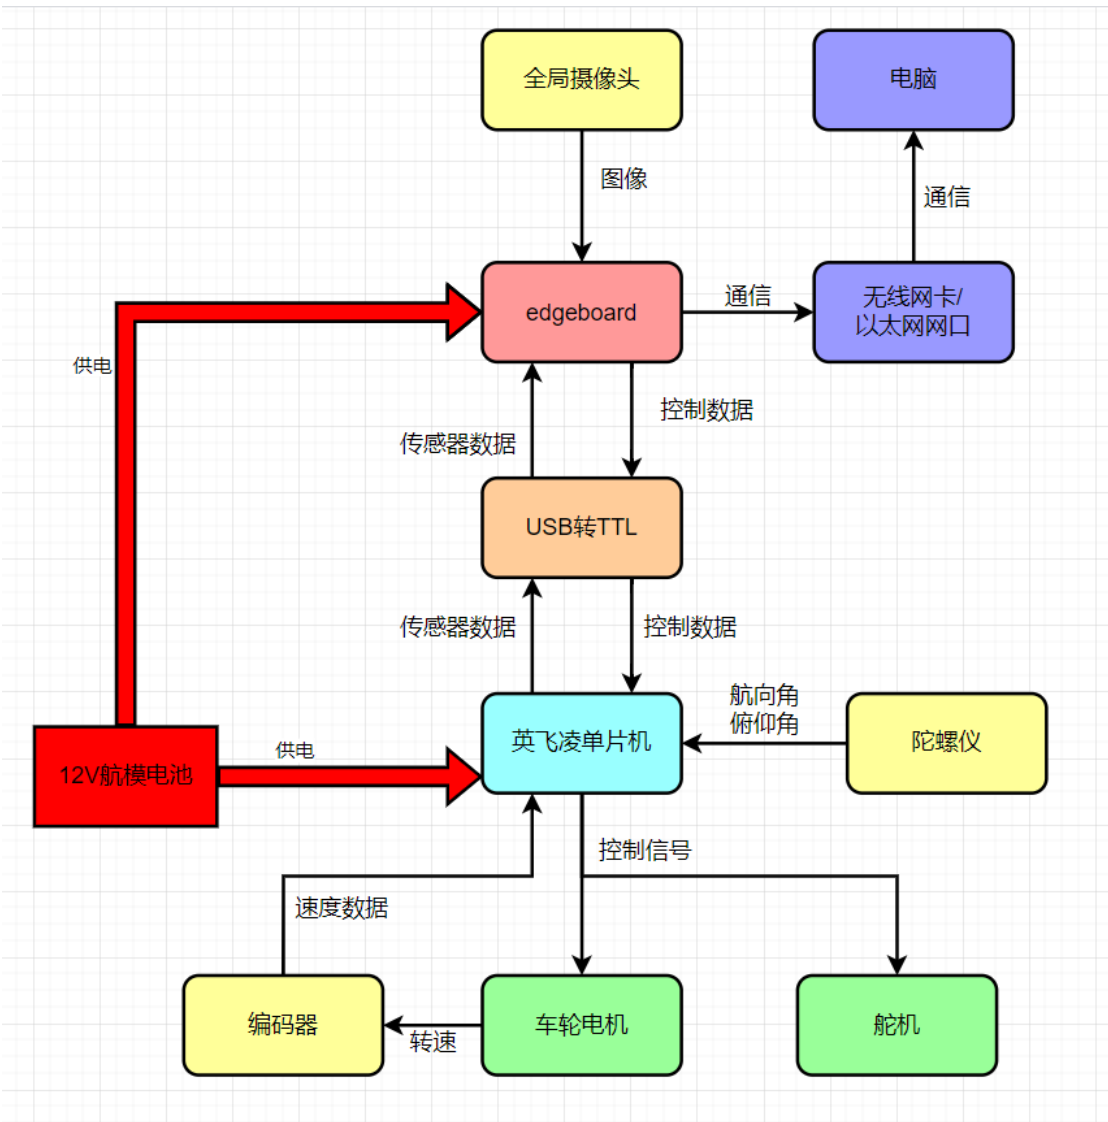 全局摄像头
电脑
图像
通信
edgeboard
通信
无线网卡/
以太网网口
供电
控制数据
传感器数据
USB转TTL
传感器数据
控制数据
航向角
俯仰角
英飞凌单片机
陀螺仪
供电
12V航模电池
控制信号
速度数据
编码器
转速
车轮电机
舵机